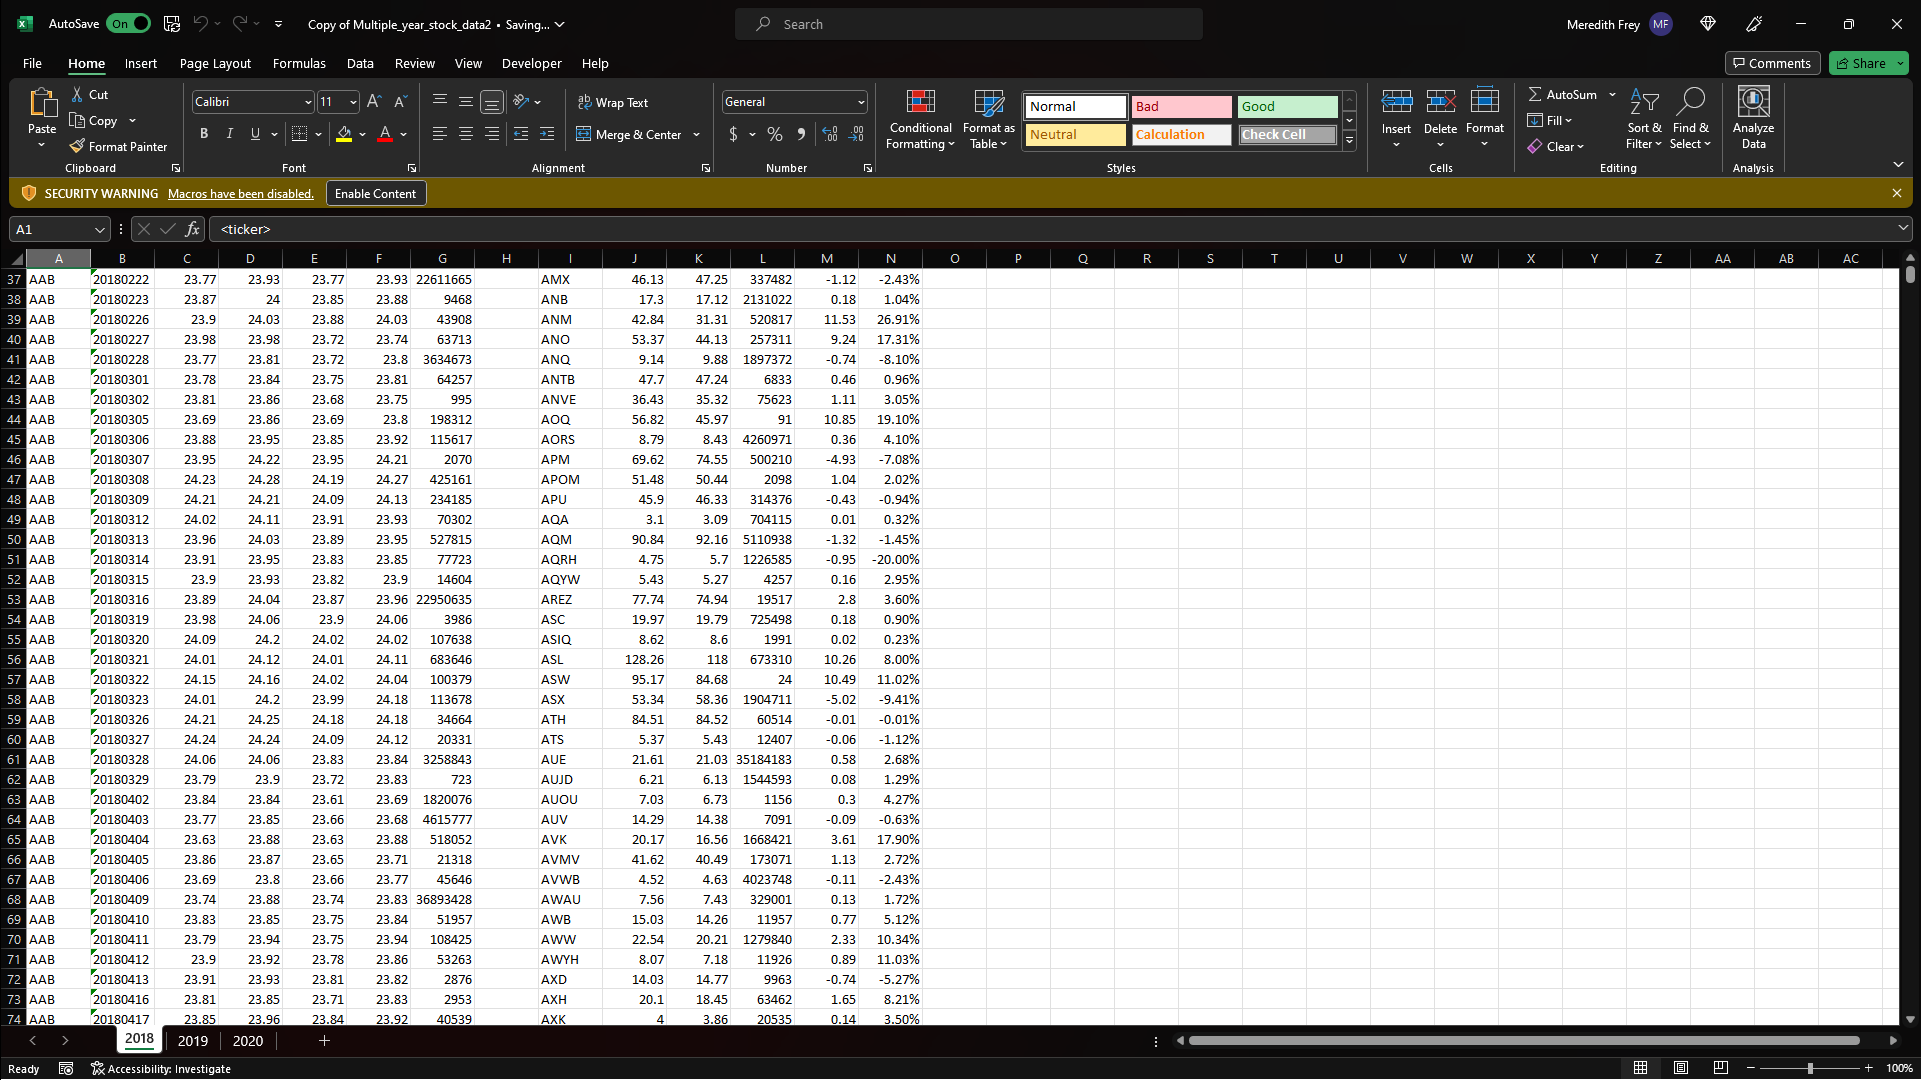 AutoSave On Copy of Multiple_year_stock_data2 • Saving... Search Meredith Frey MF
File Home Insert Page Layout Formulas Data Review View Developer Help Comments Share
Paste Cut Copy Format Painter Clipboard
Calibri 11 B I U A Font
Wrap Text Merge & Center Alignment
General $ % Number
Conditional Formatting Format as Table Normal Bad Good Neutral Calculation Check Cell Styles
Insert Delete Format Cells
AutoSum Fill Clear Sort & Filter Find & Select Editing
Analyze Data Analysis
SECURITY WARNING Macros have been disabled. Enable Content
A1 fx <ticker>
A B C D E F G H I J K L M N O P Q R S T U V W X Y Z AA AB AC
37 AAB 20180222 23.77 23.93 23.77 23.93 22611665 AMX 46.13 47.25 337482 -1.12 -2.43%
38 AAB 20180223 23.87 24 23.85 23.88 9468 ANB 17.3 17.12 2131022 0.18 1.04%
39 AAB 20180226 23.9 24.03 23.88 24.03 43908 ANM 42.84 31.31 520817 11.53 26.91%
40 AAB 20180227 23.98 23.98 23.72 23.74 63713 ANO 53.37 44.13 257311 9.24 17.31%
41 AAB 20180228 23.77 23.81 23.72 23.8 3634673 ANQ 9.14 9.88 1897372 -0.74 -8.10%
42 AAB 20180301 23.78 23.84 23.75 23.81 64257 ANTB 47.7 47.24 6833 0.46 0.96%
43 AAB 20180302 23.81 23.86 23.68 23.75 995 ANVE 36.43 35.32 75623 1.11 3.05%
44 AAB 20180305 23.69 23.86 23.69 23.8 198312 AOQ 56.82 45.97 91 10.85 19.10%
45 AAB 20180306 23.88 23.95 23.85 23.92 115617 AORS 8.79 8.43 4260971 0.36 4.10%
46 AAB 20180307 23.95 24.22 23.95 24.21 2070 APM 69.62 74.55 500210 -4.93 -7.08%
47 AAB 20180308 24.23 24.28 24.19 24.27 425161 APOM 51.48 50.44 2098 1.04 2.02%
48 AAB 20180309 24.21 24.21 24.09 24.13 234185 APU 45.9 46.33 314376 -0.43 -0.94%
49 AAB 20180312 24.02 24.11 23.91 23.93 70302 AQA 3.1 3.09 704115 0.01 0.32%
50 AAB 20180313 23.96 24.03 23.89 23.95 527815 AQM 90.84 92.16 5110938 -1.32 -1.45%
51 AAB 20180314 23.91 23.95 23.83 23.85 77723 AQRH 4.75 5.7 1226585 -0.95 -20.00%
52 AAB 20180315 23.9 23.93 23.82 23.9 14604 AQYW 5.43 5.27 4257 0.16 2.95%
53 AAB 20180316 23.89 24.04 23.87 23.96 22950635 AREZ 77.74 74.94 19517 2.8 3.60%
54 AAB 20180319 23.98 24.06 23.9 24.06 3986 ASC 19.97 19.79 725498 0.18 0.90%
55 AAB 20180320 24.09 24.2 24.02 24.02 107638 ASIQ 8.62 8.6 1991 0.02 0.23%
56 AAB 20180321 24.01 24.12 24.01 24.11 683646 ASL 128.26 118 673310 10.26 8.00%
57 AAB 20180322 24.15 24.16 24.02 24.04 100379 ASW 95.17 84.68 24 10.49 11.02%
58 AAB 20180323 24.01 24.2 23.99 24.18 113678 ASX 53.34 58.36 1904711 -5.02 -9.41%
59 AAB 20180326 24.21 24.25 24.18 24.18 34664 ATH 84.51 84.52 60514 -0.01 -0.01%
60 AAB 20180327 24.24 24.24 24.09 24.12 20331 ATS 5.37 5.43 12407 -0.06 -1.12%
61 AAB 20180328 24.06 24.06 23.83 23.84 3258843 AUE 21.61 21.03 35184183 0.58 2.68%
62 AAB 20180329 23.79 23.9 23.72 23.83 723 AUJD 6.21 6.13 1544593 0.08 1.29%
63 AAB 20180402 23.84 23.84 23.61 23.69 1820076 AUOU 7.03 6.73 1156 0.3 4.27%
64 AAB 20180403 23.77 23.85 23.66 23.68 4615777 AUV 14.29 14.38 7091 -0.09 -0.63%
65 AAB 20180404 23.63 23.88 23.63 23.88 518052 AVK 20.17 16.56 1668421 3.61 17.90%
66 AAB 20180405 23.86 23.87 23.65 23.71 21318 AVMV 41.62 40.49 173071 1.13 2.72%
67 AAB 20180406 23.69 23.8 23.66 23.77 45646 AVWB 4.52 4.63 4023748 -0.11 -2.43%
68 AAB 20180409 23.74 23.88 23.74 23.83 36893428 AWAU 7.56 7.43 329001 0.13 1.72%
69 AAB 20180410 23.83 23.85 23.75 23.84 51957 AWB 15.03 14.26 11957 0.77 5.12%
70 AAB 20180411 23.79 23.94 23.75 23.94 108425 AWW 22.54 20.21 1279840 2.33 10.34%
71 AAB 20180412 23.9 23.92 23.78 23.86 53263 AWYH 8.07 7.18 11926 0.89 11.03%
72 AAB 20180413 23.91 23.93 23.81 23.82 2876 AXD 14.03 14.77 9963 -0.74 -5.27%
73 AAB 20180416 23.81 23.85 23.71 23.83 2953 AXH 20.1 18.45 63462 1.65 8.21%
74 AAB 20180417 23.85 23.96 23.84 23.92 40539 AXK 4 3.86 20535 0.14 3.50%
2018 2019 2020
Ready Accessibility: Investigate 100%